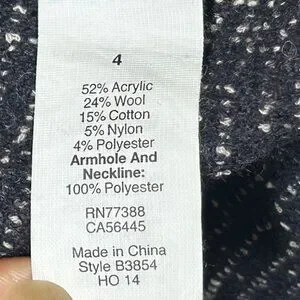 4
52% Acrylic
24% Wool
15% Cotton
5% Nylon
4% Polyester
Armhole And
Neckline:
100% Polyester
RN77388
CA56445
Made in China
Style B3854
HO 14